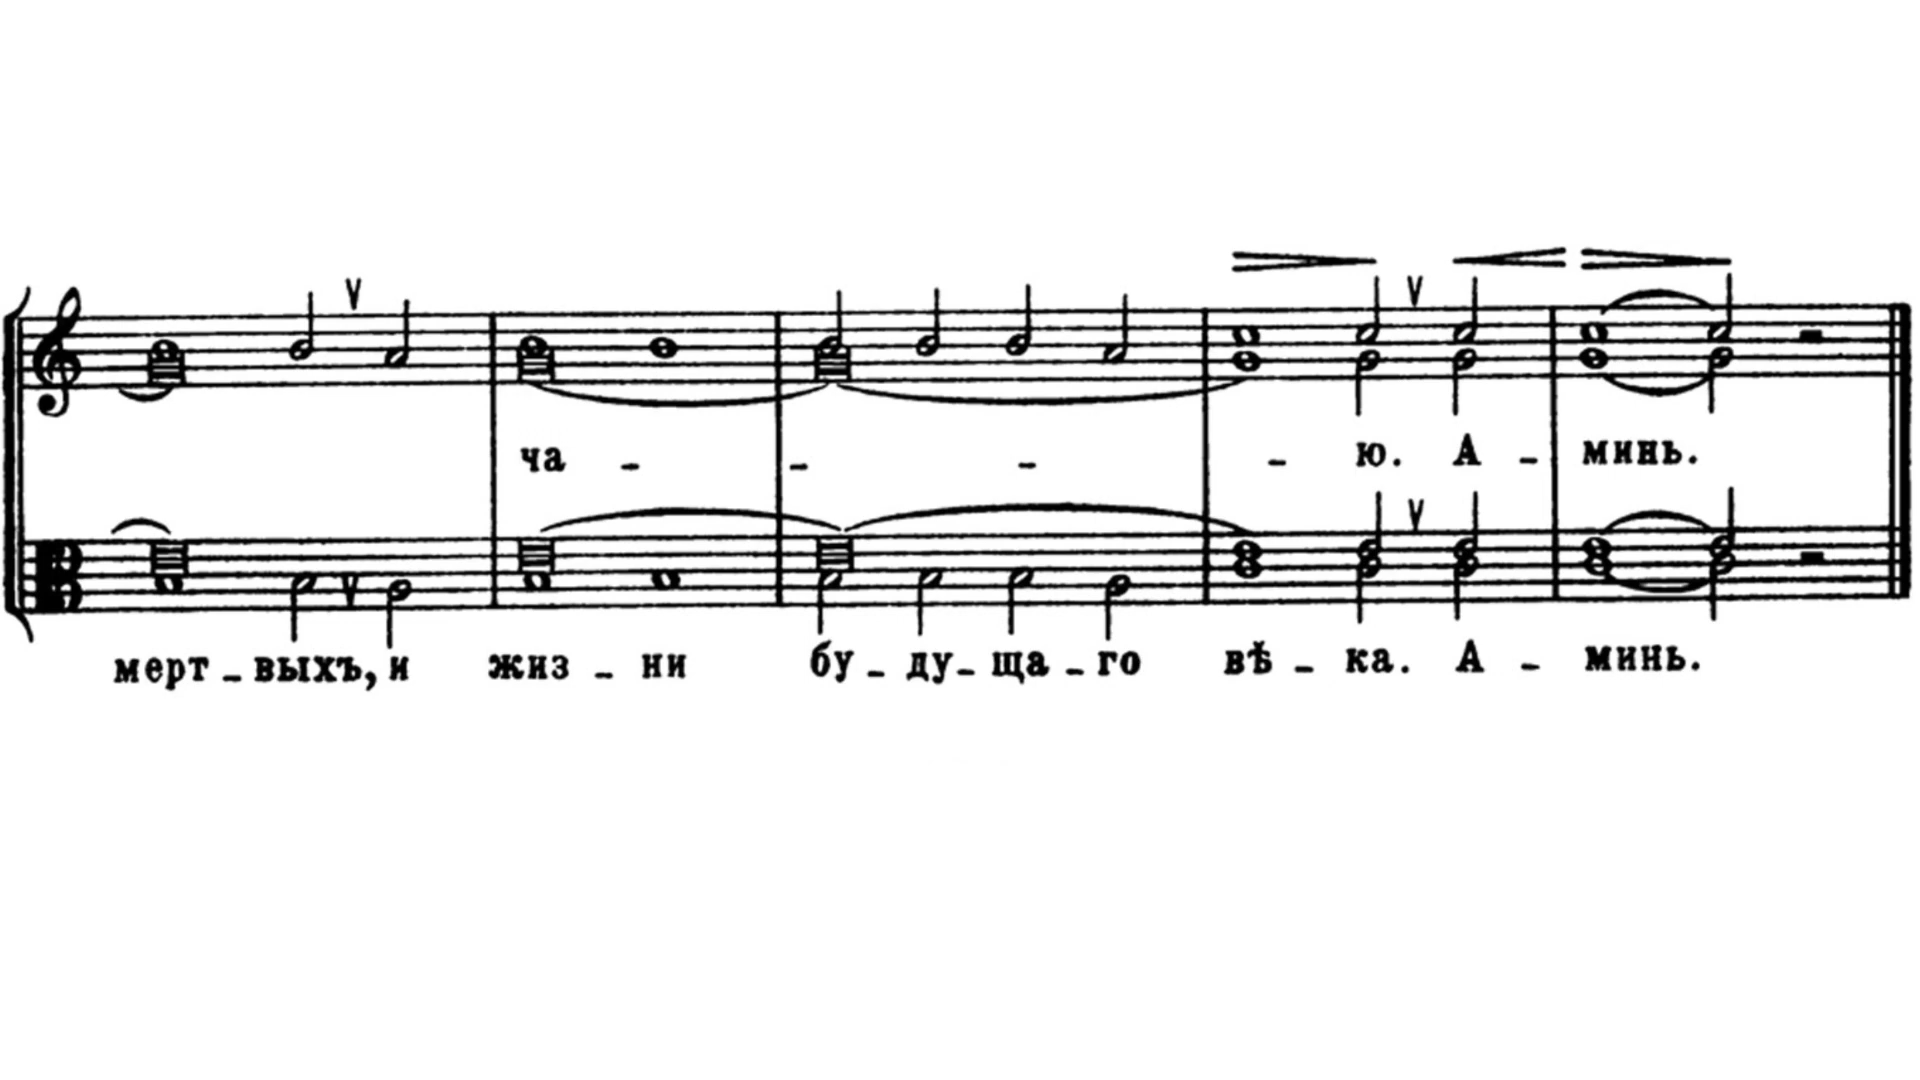 ча - - - - ю. А - минь.
мерт - выхъ, и жиз - ни бу - ду - ща - го вѣ - ка. А - минь.